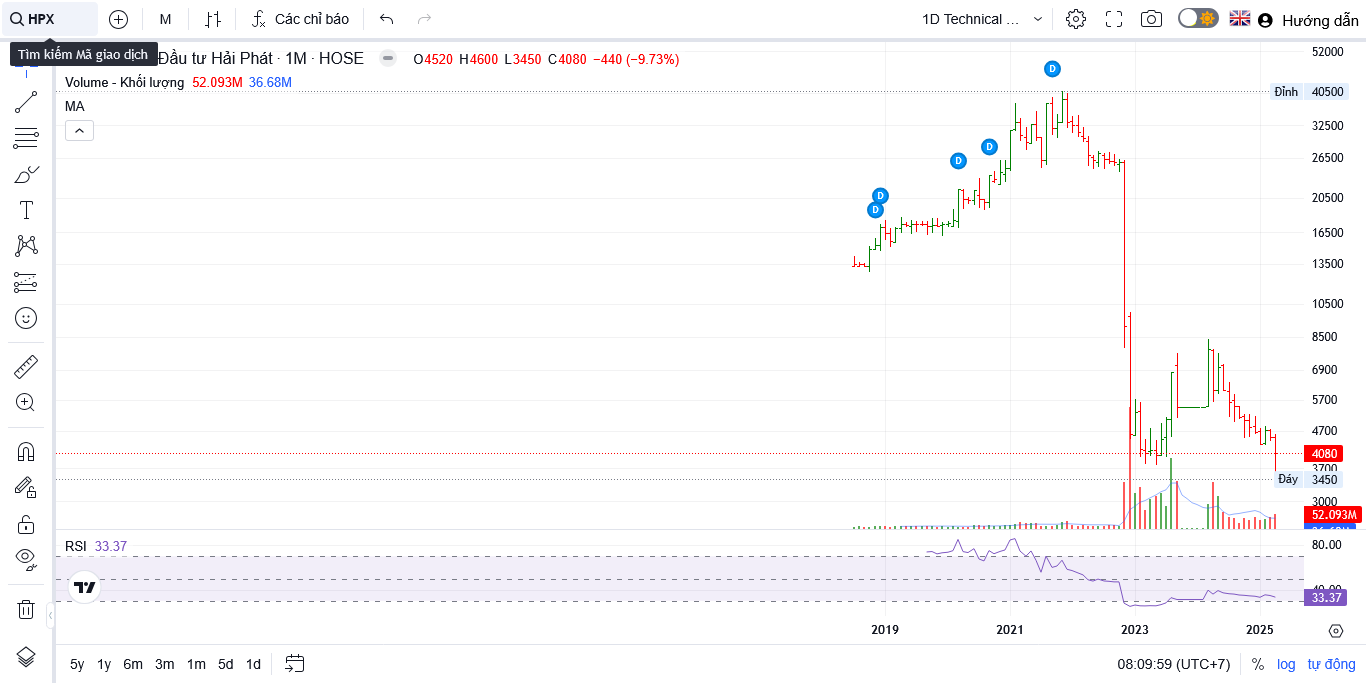 HPX
M
Các chỉ báo
1D Technical ...
Hướng dẫn
Tìm kiếm Mã giao dịch
Đầu tư Hải Phát · 1M · HOSE
O4520 H4600 L3450 C4080 −440 (−9.73%)
Volume - Khối lượng 52.093M 36.68M
MA
D
D
D
D
D
52000
Đỉnh 40500
32500
26500
20500
16500
13500
10500
8500
6900
5700
4700
4080
3700
Đáy 3450
3000
52.093M
RSI 33.37
80.00
40.00
33.37
2019 2021 2023 2025
5y 1y 6m 3m 1m 5d 1d
08:09:59 (UTC+7) % log tự động